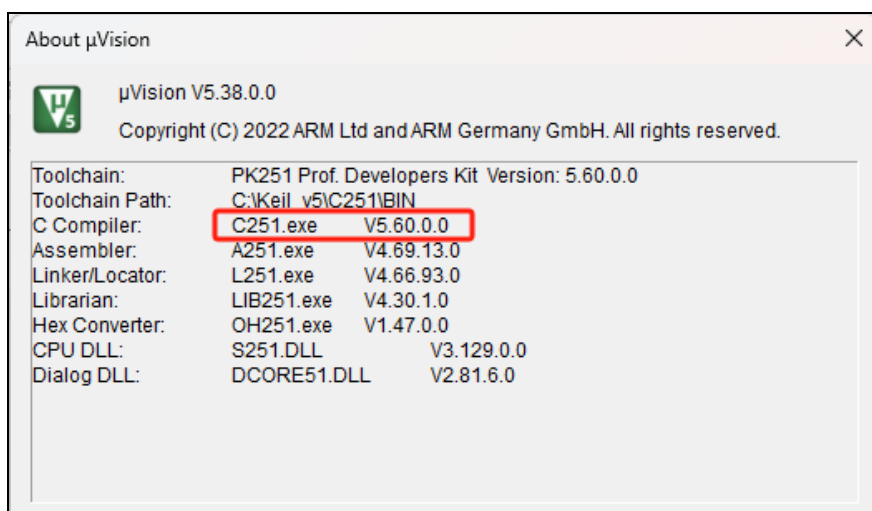 About µVision
µVision V5.38.0.0
Copyright (C) 2022 ARM Ltd and ARM Germany GmbH. All rights reserved.
Toolchain: PK251 Prof. Developers Kit Version: 5.60.0.0
Toolchain Path: C:\Keil_v5\C251\BIN
C Compiler: C251.exe V5.60.0.0
Assembler: A251.exe V4.69.13.0
Linker/Locator: L251.exe V4.66.93.0
Librarian: LIB251.exe V4.30.1.0
Hex Converter: OH251.exe V1.47.0.0
CPU DLL: S251.DLL V3.129.0.0
Dialog DLL: DCORE51.DLL V2.81.6.0